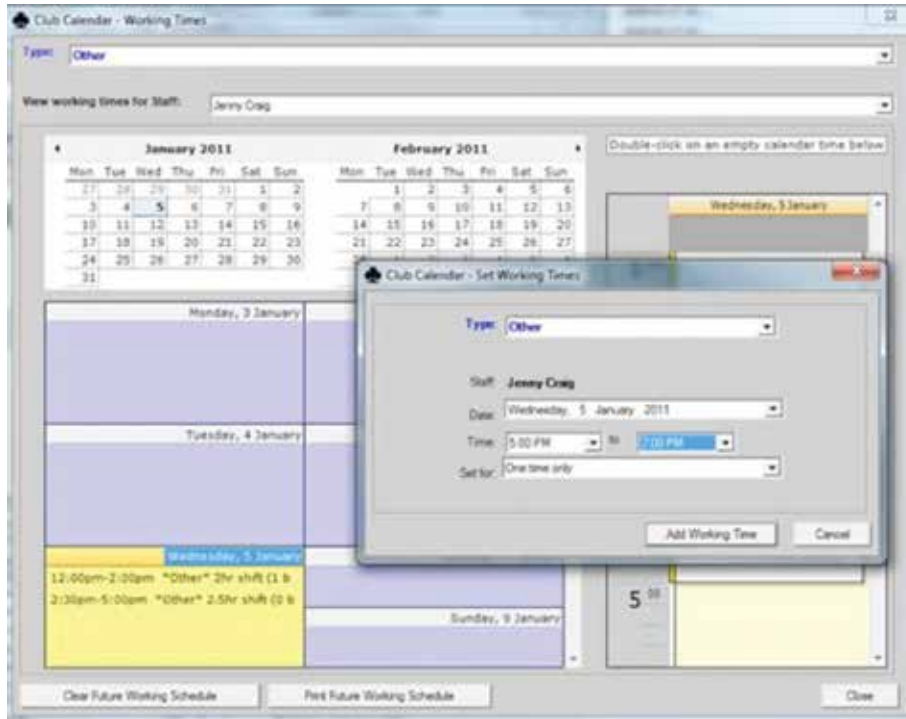 Club Calendar - Working Times
Type: Other
View working times for Staff: Jenny Craig
January 2011
Mon Tue Wed Thu Fri Sat Sun
27 28 29 30 31 1 2
3 4 5 6 7 8 9
10 11 12 13 14 15 16
17 18 19 20 21 22 23
24 25 26 27 28 29 30
31
February 2011
Mon Tue Wed Thu Fri Sat Sun
1 2 3 4 5 6
7 8 9 10 11 12 13
14 15 16 17 18 19 20
21 22 23 24 25 26 27
Double-click on an empty calendar time below
Wednesday, 5 January
Monday, 3 January
Tuesday, 4 January
Wednesday, 5 January
12:00pm-2:00pm "Other" 2hr shift (1 b
2:30pm-5:00pm "Other" 2.5hr shift (0 b
Sunday, 9 January
5 00
Club Calendar - Set Working Times
Type: Other
Staff: Jenny Craig
Date: Wednesday, 5 January 2011
Time: 5:00 PM to 7:00 PM
Set for: One time only
Add Working Time
Cancel
Clear Future Working Schedule
Print Future Working Schedule
Close